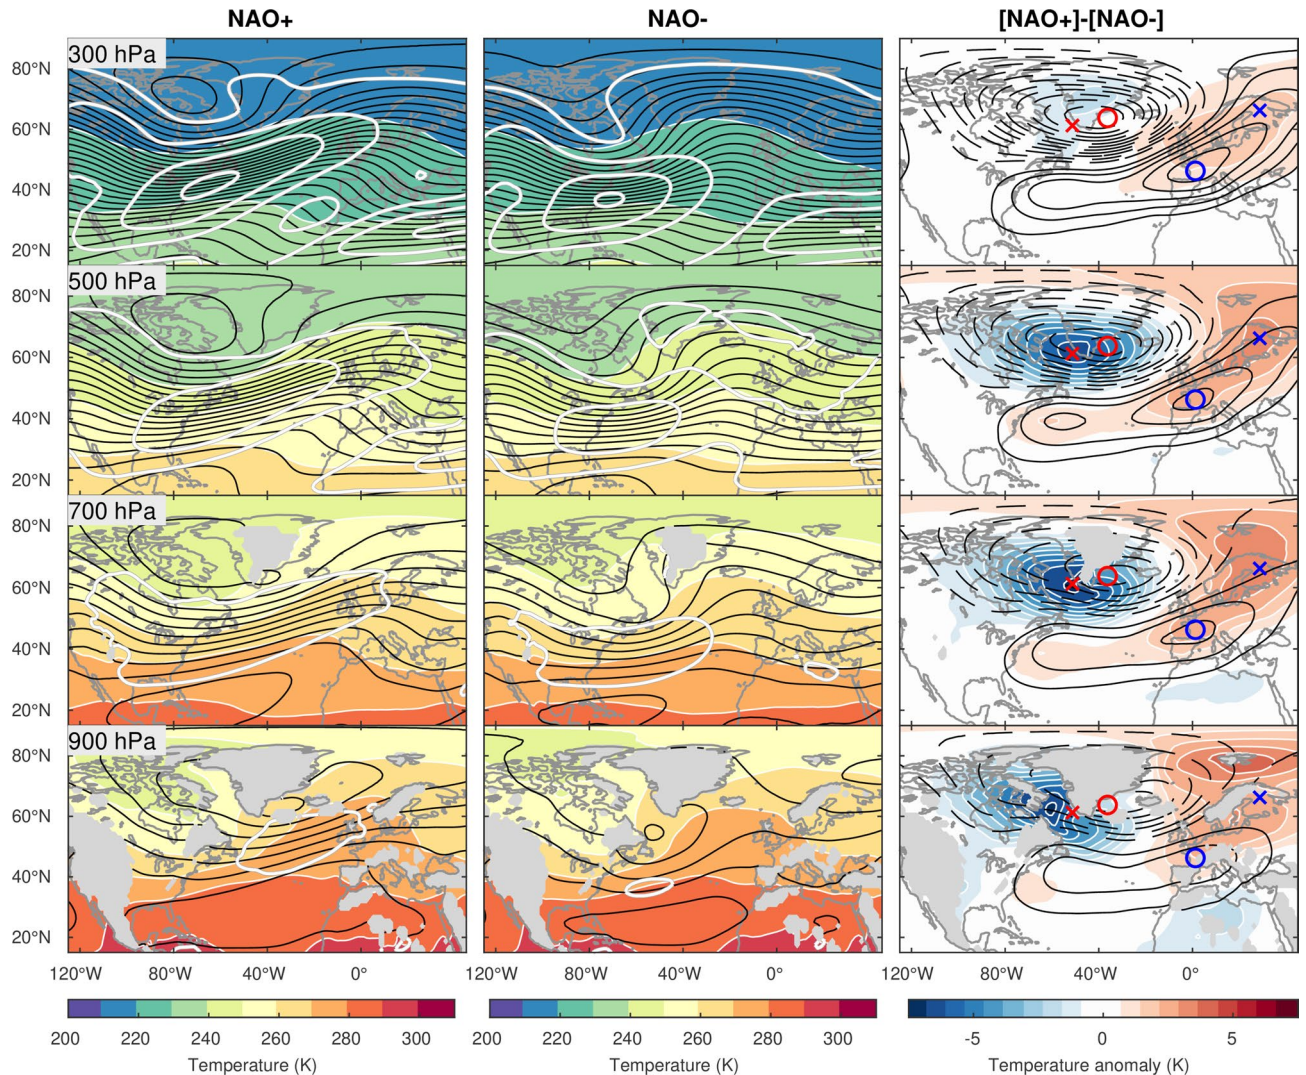 NAO+ NAO- [NAO+]-[NAO-]
300 hPa
80°N
60°N
40°N
20°N
500 hPa
80°N
60°N
40°N
20°N
700 hPa
80°N
60°N
40°N
20°N
900 hPa
80°N
60°N
40°N
20°N
120°W 80°W 40°W 0° 120°W 80°W 40°W 0° 120°W 80°W 40°W 0°
200 220 240 260 280 300 200 220 240 260 280 300 -5 0 5
Temperature (K) Temperature (K) Temperature anomaly (K)